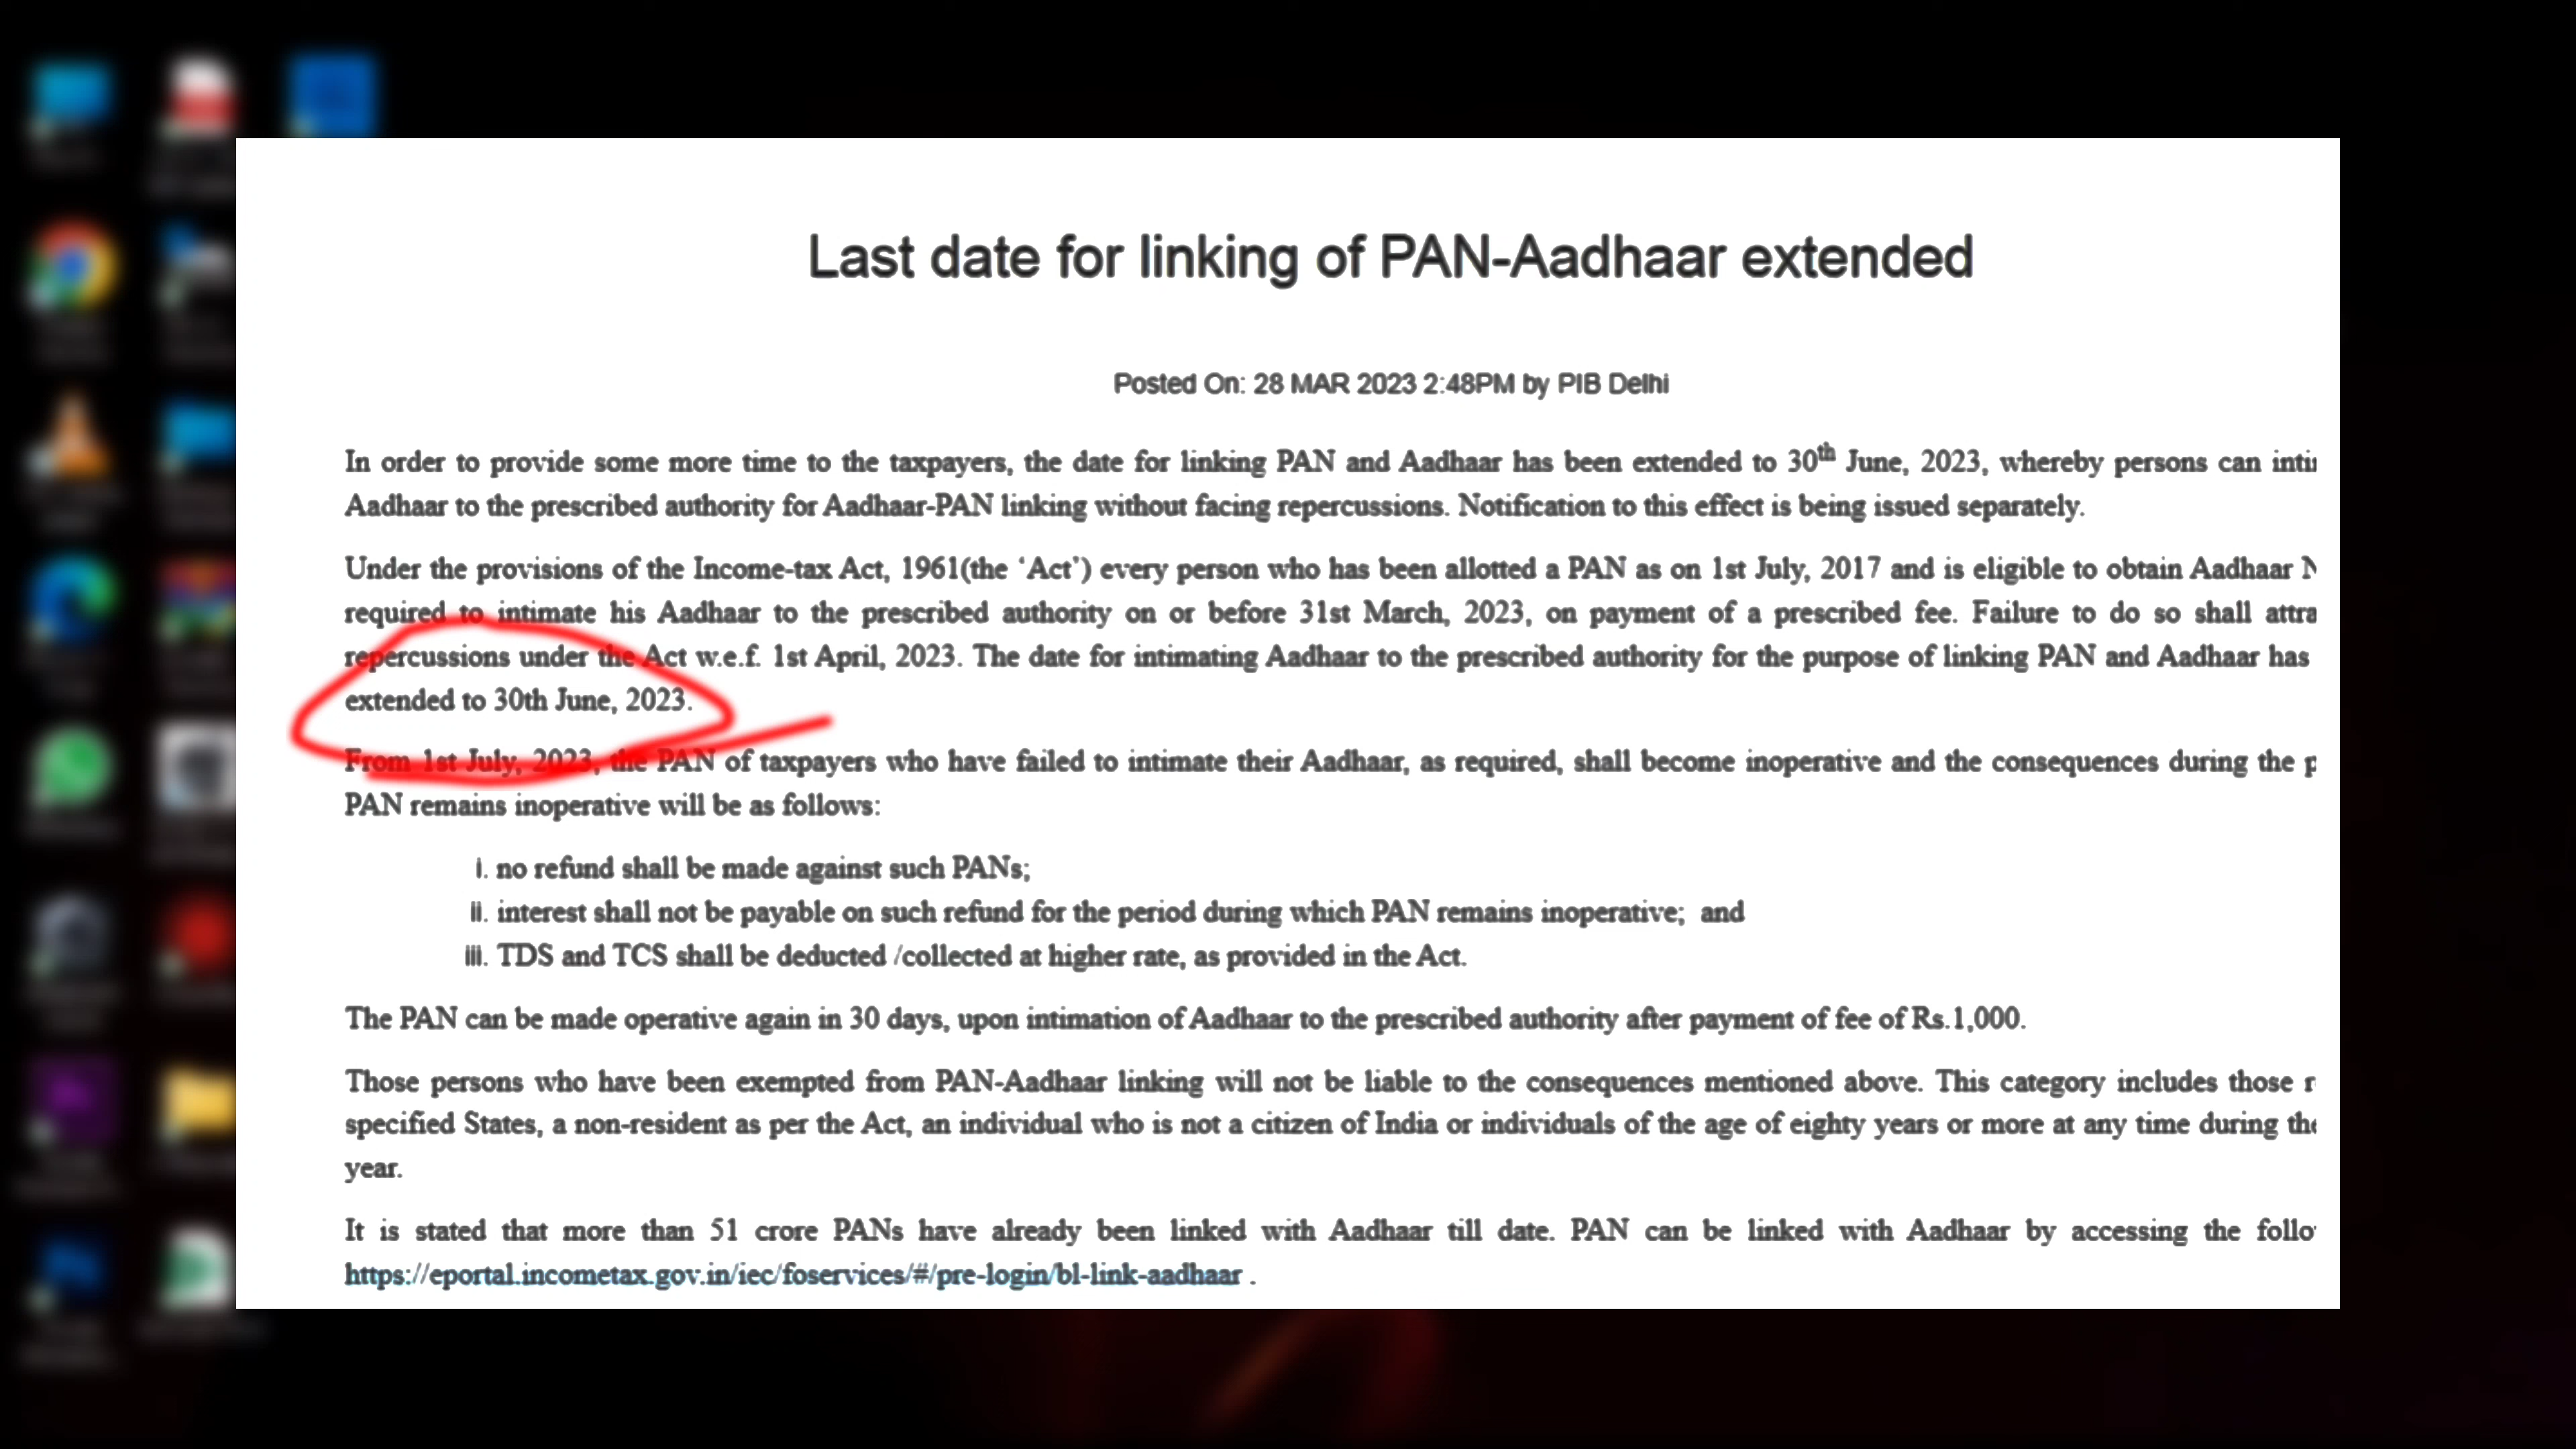 Last date for linking of PAN-Aadhaar extended
Posted On: 28 MAR 2023 2:48PM by PIB Delhi
In order to provide some more time to the taxpayers, the date for linking PAN and Aadhaar has been extended to 30th June, 2023, whereby persons can
Aadhaar to the prescribed authority for Aadhaar-PAN linking without facing repercussions. Notification to this effect is being issued separately.
Under the provisions of the Income-tax Act, 1961(the ‘Act’) every person who has been allotted a PAN as on 1st July, 2017 and is eligible to obtain Aadhaar
required to intimate his Aadhaar to the prescribed authority on or before 31st March, 2023, on payment of a prescribed fee. Failure to do so shall
repercussions under the Act w.e.f. 1st April, 2023. The date for intimating Aadhaar to the prescribed authority for the purpose of linking PAN and Aadhaar has
extended to 30th June, 2023.
From 1st July, 2023, the PAN of taxpayers who have failed to intimate their Aadhaar, as required, shall become inoperative and the consequences during the
PAN remains inoperative will be as follows:
i. no refund shall be made against such PANs;
ii. interest shall not be payable on such refund for the period during which PAN remains inoperative; and
iii. TDS and TCS shall be deducted /collected at higher rate, as provided in the Act.
The PAN can be made operative again in 30 days, upon intimation of Aadhaar to the prescribed authority after payment of fee of Rs.1,000.
Those persons who have been exempted from PAN-Aadhaar linking will not be liable to the consequences mentioned above. This category includes those
specified States, a non-resident as per the Act, an individual who is not a citizen of India or individuals of the age of eighty years or more at any time during
year.
It is stated that more than 51 crore PANs have already been linked with Aadhaar till date. PAN can be linked with Aadhaar by accessing the
https://eportal.incometax.gov.in/iec/foservices/#/pre-login/bl-link-aadhaar .